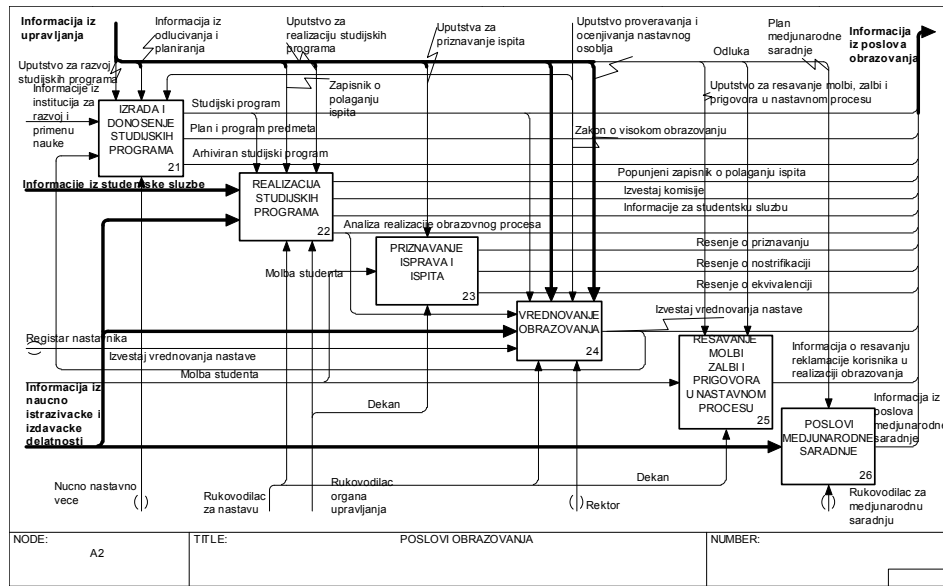 Informacija iz
upravljanja
Informacija iz
odlucivanja i
planiranja
Uputstvo za
realizaciju studijskih
programa
Uputstva za
priznavanje ispita
Uputstvo proveravanja i
ocenjivanja nastavnog
osoblja
Plan
medjunarodne
saradnje
Odluka
Informacija
iz poslova
obrazovanja
Uputstvo za razvoj
studijskih programa
Informacije iz
institucija za
razvoj i
primenu
nauke
Zapisnik o
polaganju
ispita
Uputstvo za resavanje molbi, zalbi i
prigovora u nastavnom procesu
IZRADA I
DONOSENJE
STUDIJSKIH
PROGRAMA
21
Studijski program
Plan i program predmeta
Arhiviran studijski program
Zakon o visokom obrazovanju
Informacije iz studentske sluzbe
REALIZACIJA
STUDIJSKIH
PROGRAMA
22
Popunjeni zapisnik o polaganju ispita
Izvestaj komisije
Informacije za studentsku sluzbu
Analiza realizacije obrazovnog procesa
PRIZNAVANJE
ISPRAVA I
ISPITA
23
Molba studenta
Resenje o priznavanju
Resenje o nostrifikaciji
Resenje o ekvivalenciji
VREDNOVANJE
OBRAZOVANJA
24
Izvestaj vrednovanja nastave
Registar nastavnika
Izvestaj vrednovanja nastave
Molba studenta
RESAVANJE
MOLBI
ZALBI I
PRIGOVORA
U NASTAVNOM
PROCESU
25
Informacija o resavanju
reklamacije korisnika u
realizaciji obrazovanja
Informacija iz
naucno
istrazivacke i
izdavacke
delatnosti
Dekan
Informacija iz
poslova
medjunarodne
saradnje
POSLOVI
MEDJUNARODNE
SARADNJE
26
Nucno nastavno
vece
Rukovodilac
za nastavu
Rukovodilac
organa
upravljanja
Rektor
Dekan
Rukovodilac za
medjunarodnu
saradnju
NODE:
A2
TITLE:
POSLOVI OBRAZOVANJA
NUMBER: